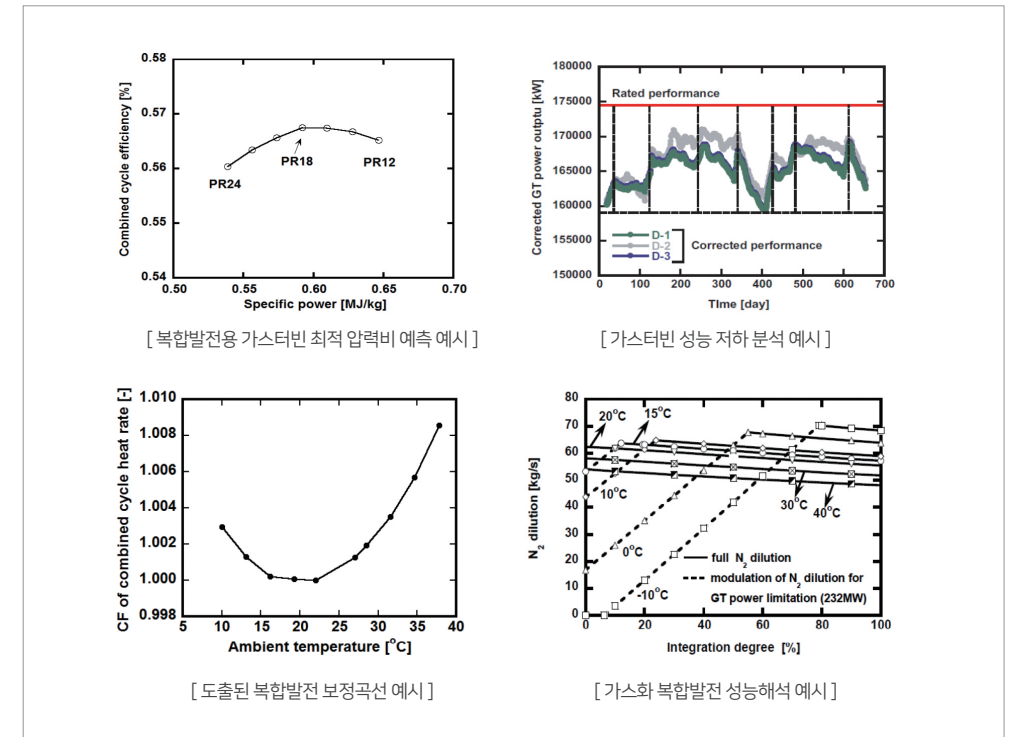 0.58
0.57
0.56
0.55
0.54
0.50
0.55
0.60
0.65
0.70
Combined cycle efficiency [%]
PR24
PR18
PR12
Specific power [MJ/kg]
[ 복합발전용 가스터빈 최적 압력비 예측 예시 ]
180000
175000
170000
165000
160000
155000
150000
Corrected GT power outptu [kW]
Rated performance
D-1
D-2
D-3
Corrected performance
0
100
200
300
400
500
600
700
TIme [day]
[ 가스터빈 성능 저하 분석 예시 ]
1.010
1.008
1.006
1.004
1.002
1.000
0.998
CF of combined cycle heat rate [-]
5
10
15
20
25
30
35
40
Ambient temperature [°C]
[ 도출된 복합발전 보정곡선 예시 ]
80
70
60
50
40
30
20
10
0
N2 dilution [kg/s]
20°C
15°C
10°C
0°C
-10°C
30°C
40°C
full N2 dilution
modulation of N2 dilution for
GT power limitation (232MW)
0
20
40
60
80
100
Integration degree [%]
[ 가스화 복합발전 성능해석 예시 ]